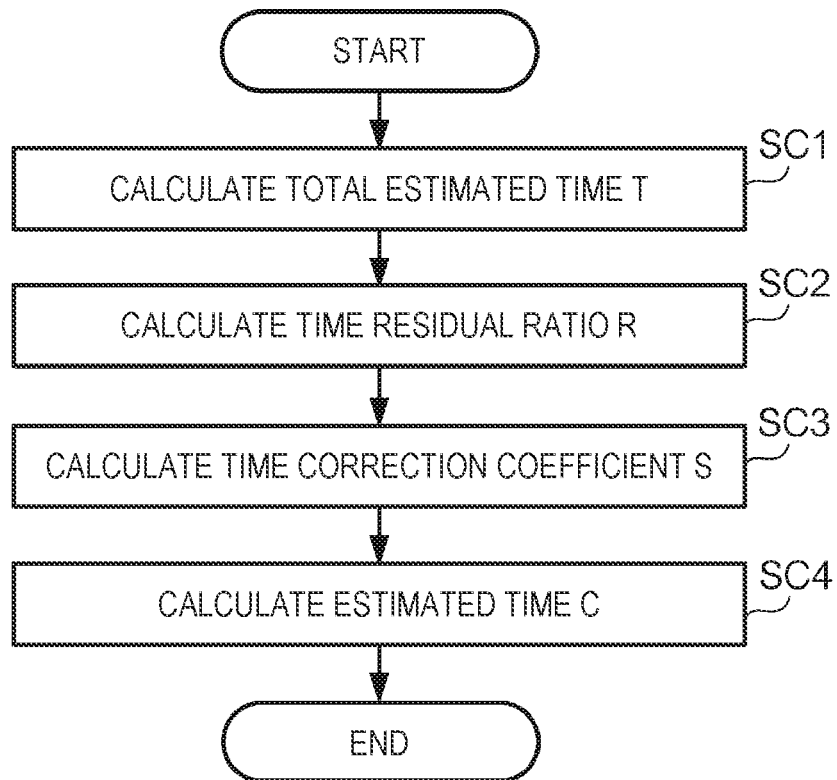 START
SC1
CALCULATE TOTAL ESTIMATED TIME T
SC2
CALCULATE TIME RESIDUAL RATIO R
SC3
CALCULATE TIME CORRECTION COEFFICIENT S
SC4
CALCULATE ESTIMATED TIME C
END